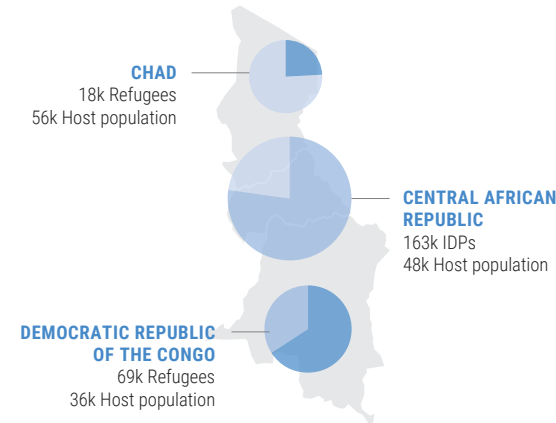 CHAD
18k Refugees
56k Host population
CENTRAL AFRICAN
REPUBLIC
163k IDPs
48k Host population
DEMOCRATIC REPUBLIC
OF THE CONGO
69k Refugees
36k Host population